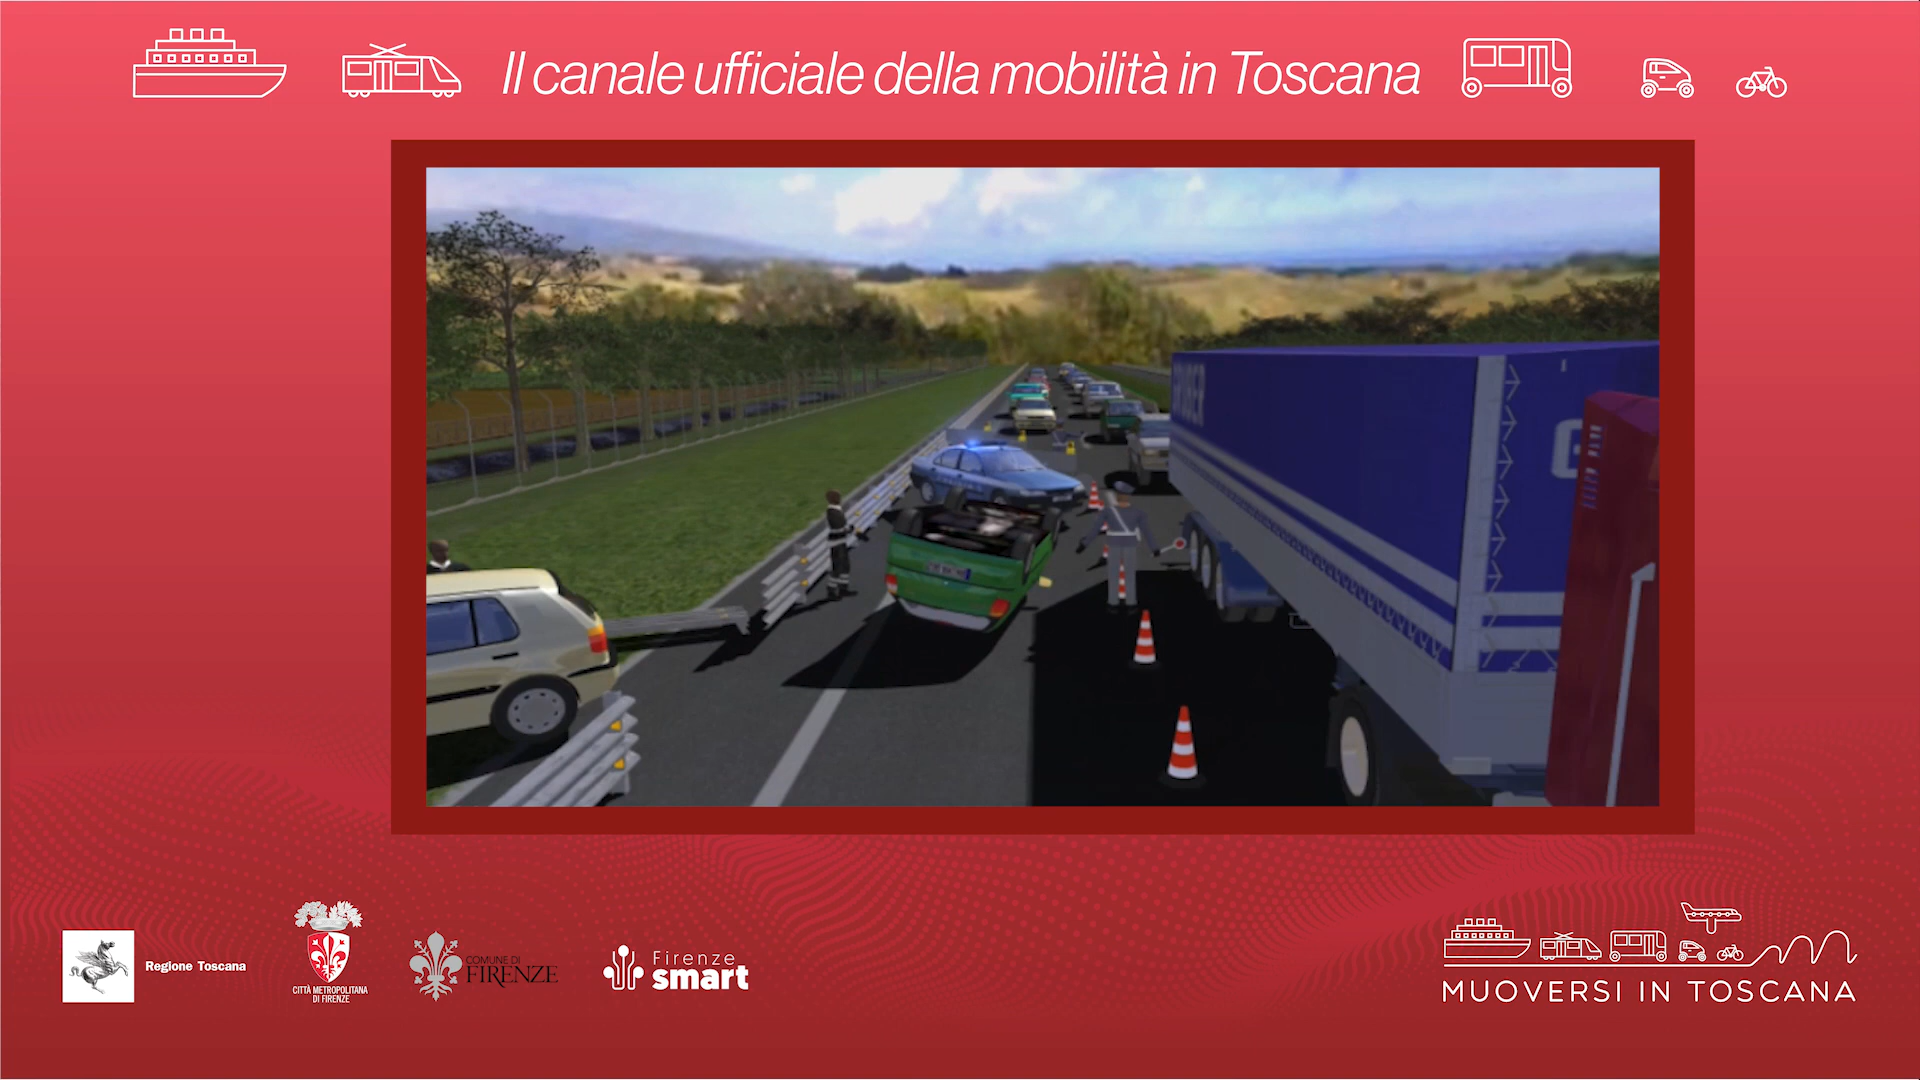 Il canale ufficiale della mobilità in Toscana
Regione Toscana
CITTÀ METROPOLITANA
DI FIRENZE
COMUNE DI
FIRENZE
Firenze
smart
MUOVERSI IN TOSCANA